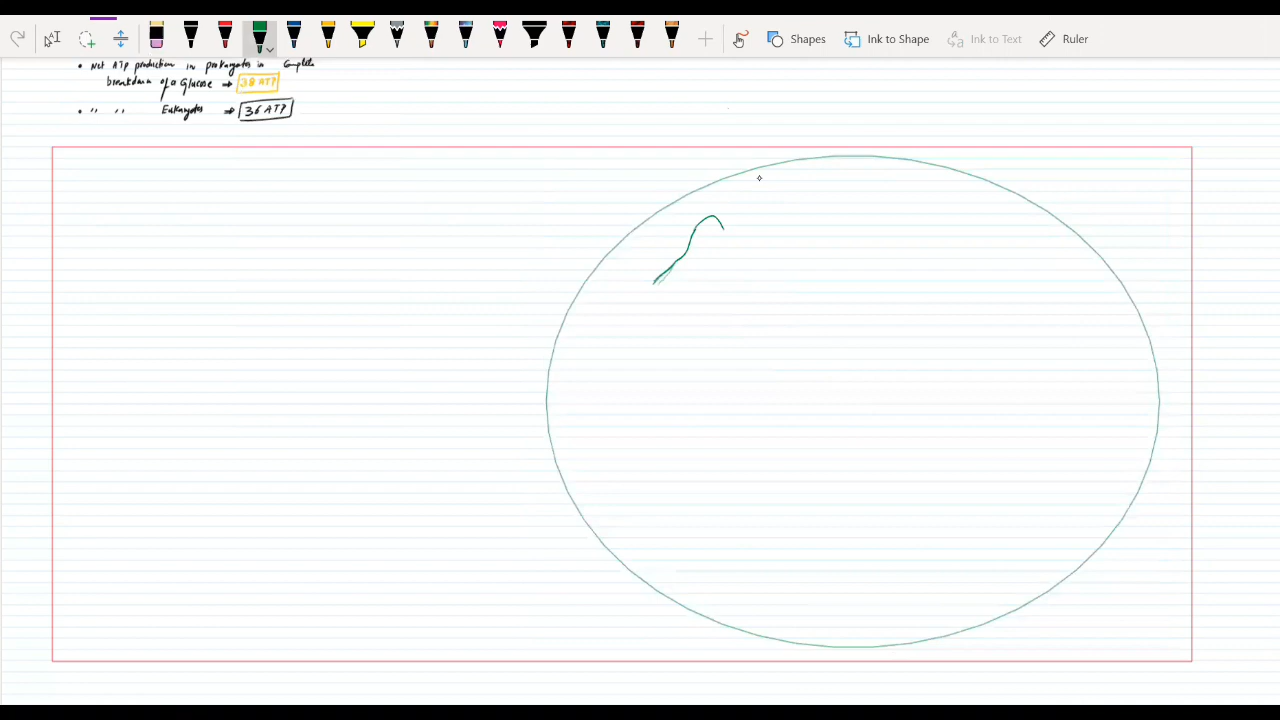 Shapes
Ink to Shape
Ink to Text
Ruler
• Net ATP production in prokaryotes in Complete
breakdown of a Glucose ⇒ 38 ATP
• " " Eukaryotes ⇒ 36 ATP